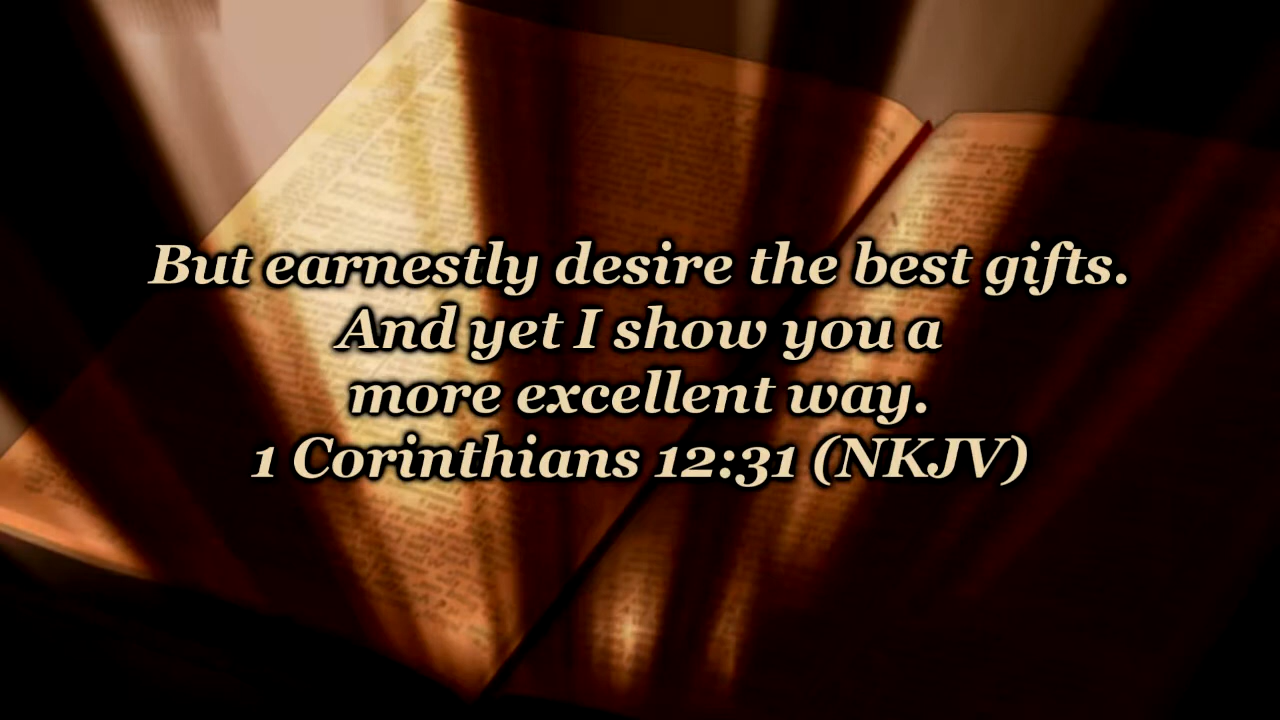 But earnestly desire the best gifts.
And yet I show you a
more excellent way.
1 Corinthians 12:31 (NKJV)